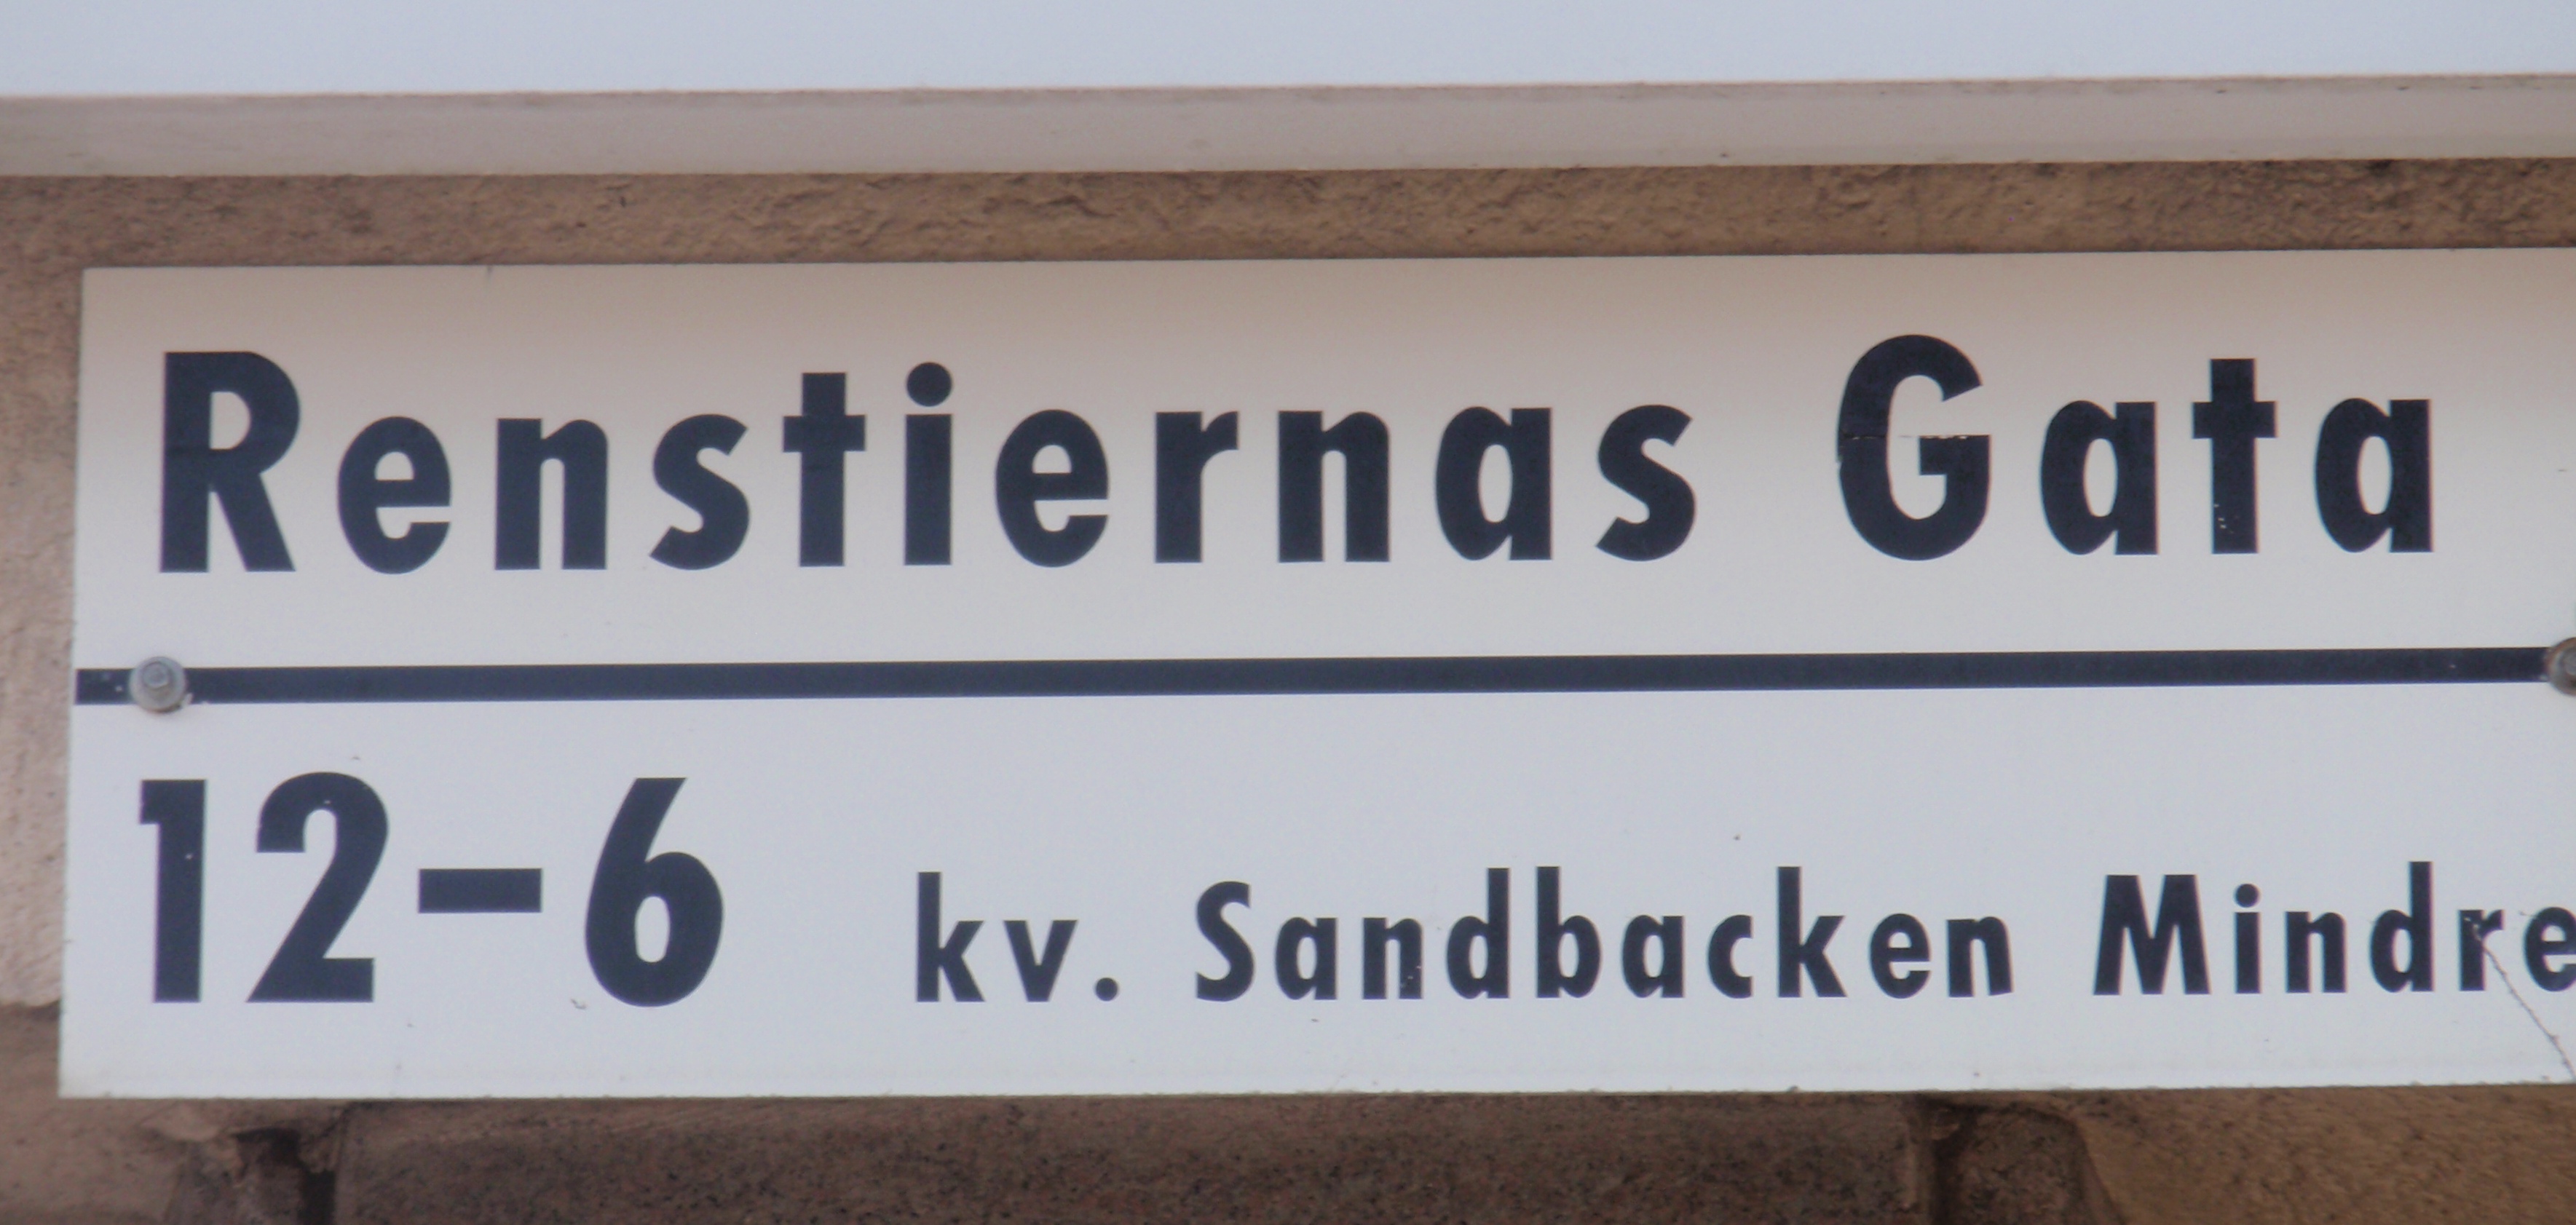 Renstiernas Gata
12-6 kv. Sandbacken Mindre